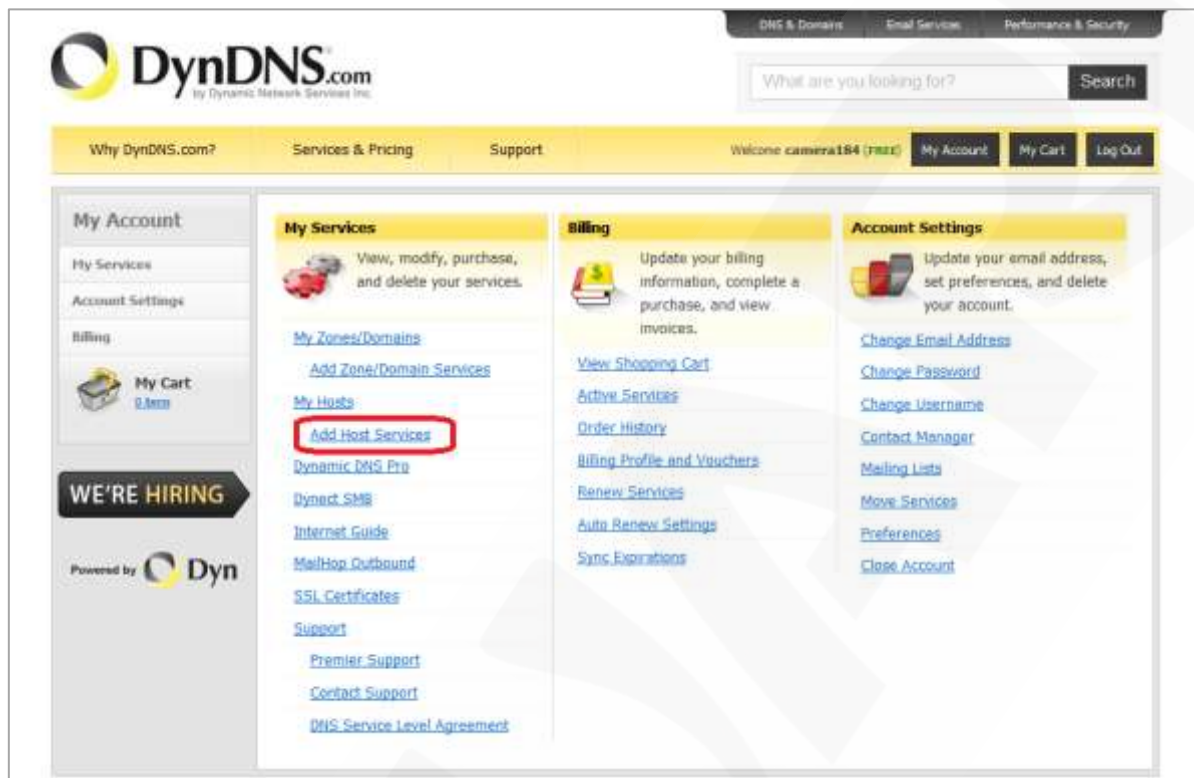 DNS & Domains Email Services Performance & Security
DynDNS.com
by Dynamic Network Services Inc.
What are you looking for? Search
Why DynDNS.com? Services & Pricing Support Welcome camera184 (FREE) My Account My Cart Log Out
My Account
My Services
Account Settings
Billing
My Cart
0 item
WE'RE HIRING
Powered by Dyn
My Services
View, modify, purchase,
and delete your services.
My Zones/Domains
Add Zone/Domain Services
My Hosts
Add Host Services
Dynamic DNS Pro
Dynect SMB
Internet Guide
MailHop Outbound
SSL Certificates
Support
Premier Support
Contact Support
DNS Service Level Agreement
Billing
Update your billing
information, complete a
purchase, and view
invoices.
View Shopping Cart
Active Services
Order History
Billing Profile and Vouchers
Renew Services
Auto Renew Settings
Sync Expirations
Account Settings
Update your email address,
set preferences, and delete
your account.
Change Email Address
Change Password
Change Username
Contact Manager
Mailing Lists
Move Services
Preferences
Close Account